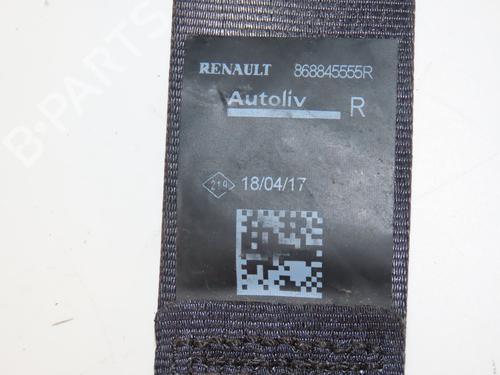 RENAULT 868845555R
Autoliv R
219 18/04/17
B-PARTS